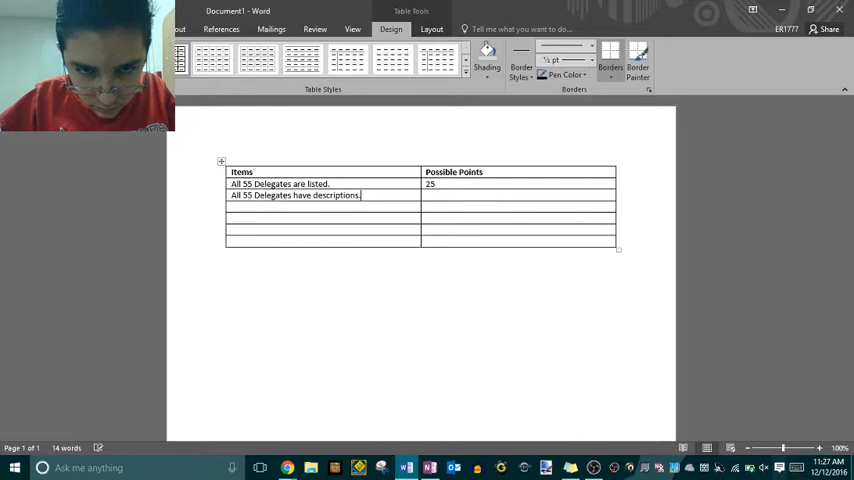 Document1 - Word
Table Tools
out References Mailings Review View Design Layout Tell me what you want to do... ER1777 Share
Shading
Border Styles
½ pt
Pen Color
Borders
Border Painter
Table Styles
Borders
Items Possible Points
All 55 Delegates are listed. 25
All 55 Delegates have descriptions.
Page 1 of 1 14 words 100%
Ask me anything
11:27 AM
12/12/2016